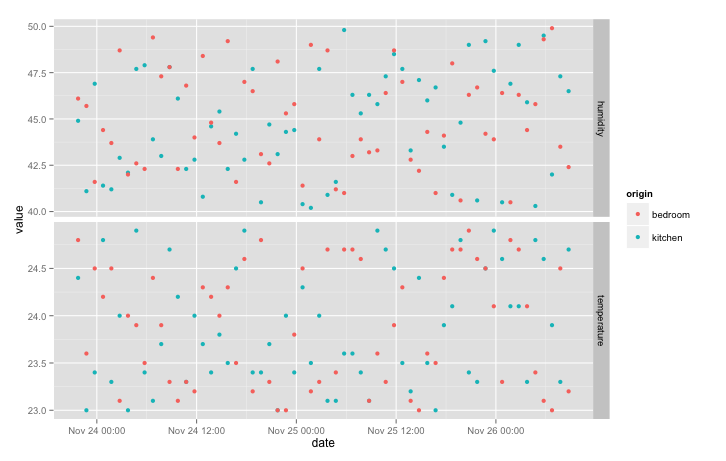 50.0
47.5
45.0
42.5
40.0
humidity
24.5
24.0
23.5
23.0
temperature
value
Nov 24 00:00
Nov 24 12:00
Nov 25 00:00
Nov 25 12:00
Nov 26 00:00
date
origin
bedroom
kitchen